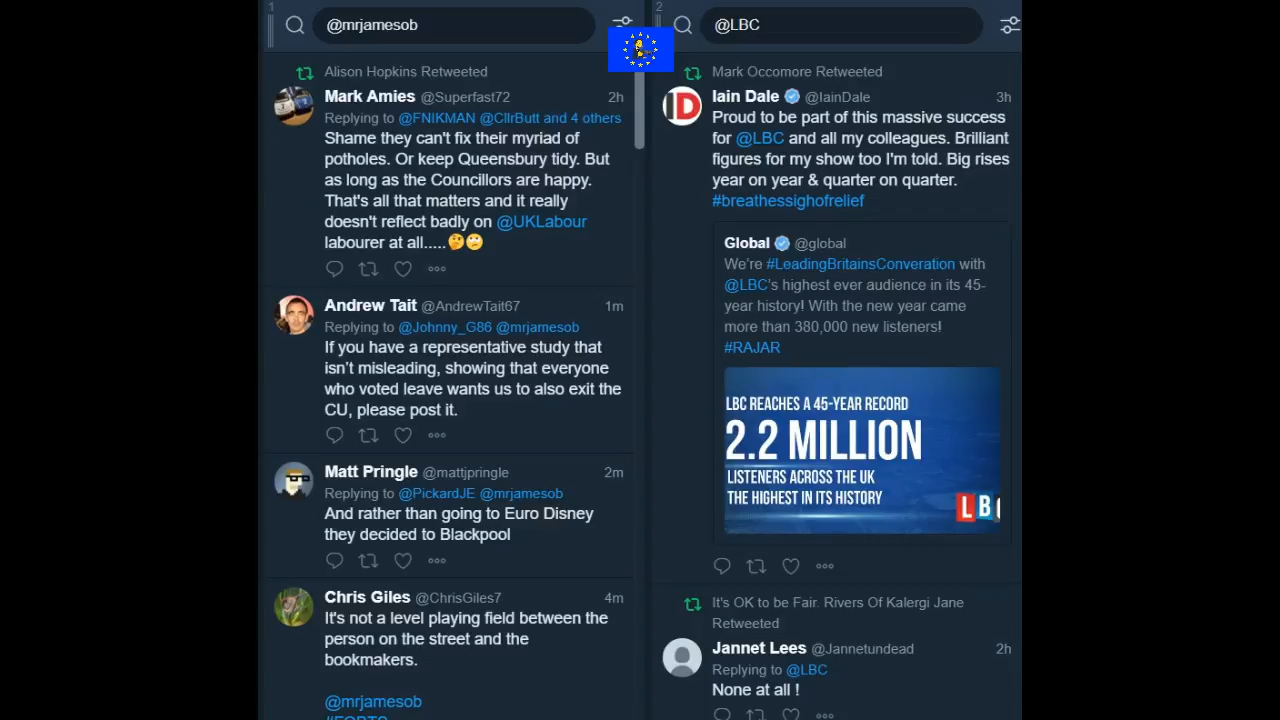 1
@mrjamesob
Alison Hopkins Retweeted
Mark Amies @Superfast72 2h
Replying to @FNIKMAN @CllrButt and 4 others
Shame they can't fix their myriad of
potholes. Or keep Queensbury tidy. But
as long as the Councillors are happy.
That's all that matters and it really
doesn't reflect badly on @UKLabour
labourer at all.....🤔🙄
Andrew Tait @AndrewTait67 1m
Replying to @Johnny_G86 @mrjamesob
If you have a representative study that
isn’t misleading, showing that everyone
who voted leave wants us to also exit the
CU, please post it.
Matt Pringle @mattjpringle 2m
Replying to @PickardJE @mrjamesob
And rather than going to Euro Disney
they decided to Blackpool
Chris Giles @ChrisGiles7 4m
It's not a level playing field between the
person on the street and the
bookmakers.
@mrjamesob
#FOBTS
2
@LBC
Mark Occomore Retweeted
ID
Iain Dale @IainDale 3h
Proud to be part of this massive success
for @LBC and all my colleagues. Brilliant
figures for my show too I'm told. Big rises
year on year & quarter on quarter.
#breathessighofrelief
Global @global
We’re #LeadingBritainsConveration with
@LBC’s highest ever audience in its 45-
year history! With the new year came
more than 380,000 new listeners!
#RAJAR
LBC REACHES A 45-YEAR RECORD
2.2 MILLION
LISTENERS ACROSS THE UK
THE HIGHEST IN ITS HISTORY
LBC
It's OK to be Fair. Rivers Of Kalergi Jane
Retweeted
Jannet Lees @Jannetundead 2h
Replying to @LBC
None at all !